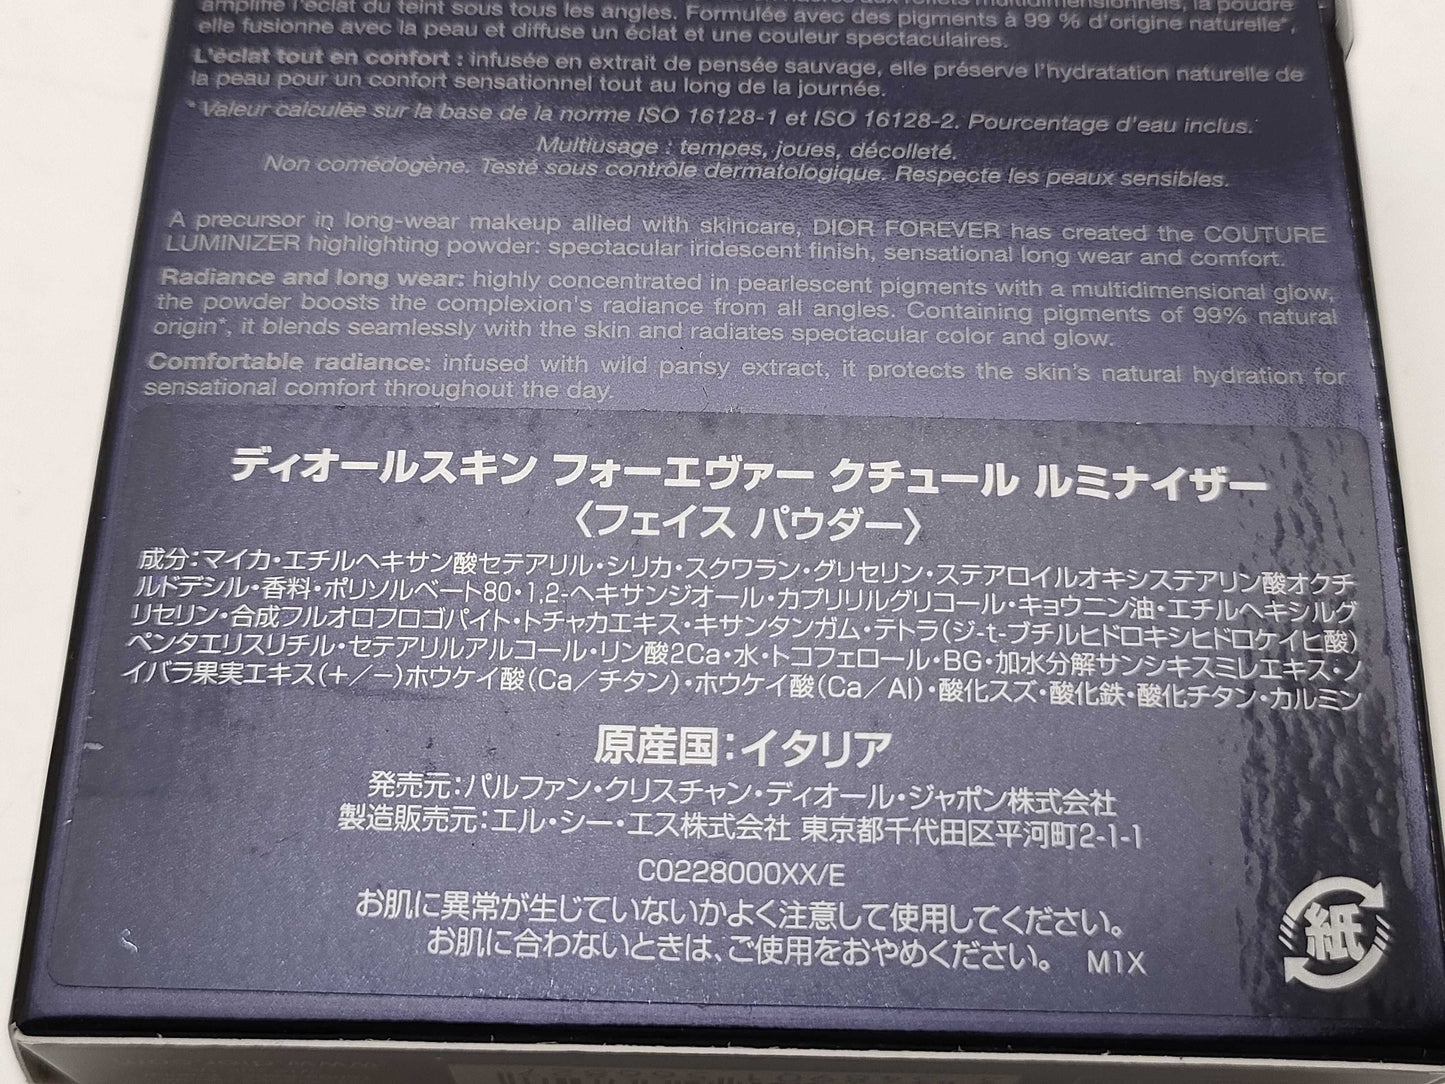 amplifie l'éclat du teint sous tous les angles. Formulée avec des pigments à 99 % d'origine naturelle*,
elle fusionne avec la peau et diffuse un éclat et une couleur spectaculaires.
L'éclat tout en confort : infusée en extrait de pensée sauvage, elle préserve l'hydratation naturelle de
la peau pour un confort sensationnel tout au long de la journée.
* Valeur calculée sur la base de la norme ISO 16128-1 et ISO 16128-2. Pourcentage d'eau inclus.
Multiusage : tempes, joues, décolleté.
Non comédogène. Testé sous contrôle dermatologique. Respecte les peaux sensibles.
A precursor in long-wear makeup allied with skincare, DIOR FOREVER has created the COUTURE
LUMINIZER highlighting powder: spectacular iridescent finish, sensational long wear and comfort.
Radiance and long wear: highly concentrated in pearlescent pigments with a multidimensional glow,
the powder boosts the complexion's radiance from all angles. Containing pigments of 99% natural
origin*, it blends seamlessly with the skin and radiates spectacular color and glow.
Comfortable radiance: infused with wild pansy extract, it protects the skin's natural hydration for
sensational comfort throughout the day.
ディオールスキン フォーエヴァー クチュール ルミナイザー
〈フェイス パウダー〉
成分：マイカ・エチルヘキサン酸セテアリル・シリカ・スクワラン・グリセリン・ステアロイルオキシステアリン酸オクチ
ルドデシル・香料・ポリソルベート80・1,2-ヘキサンジオール・カプリリルグリコール・キョウニン油・エチルヘキシルグ
リセリン・合成フルオロフロゴパイト・トチャカエキス・キサンタンガム・テトラ(ジ-t-ブチルヒドロキシヒドロケイヒ酸)
ペンタエリスリチル・セテアリルアルコール・リン酸2Ca・水・トコフェロール・BG・加水分解サンシキスミレエキス・ノ
イバラ果実エキス(+/−)ホウケイ酸(Ca/チタン)・ホウケイ酸(Ca/Al)・酸化スズ・酸化鉄・酸化チタン・カルミン
原産国：イタリア
発売元：パルファン・クリスチャン・ディオール・ジャポン株式会社
製造販売元：エル・シー・エス株式会社 東京都千代田区平河町2-1-1
C0228000XX/E
お肌に異常が生じていないかよく注意して使用してください。
お肌に合わないときは、ご使用をおやめください。 M1X
紙